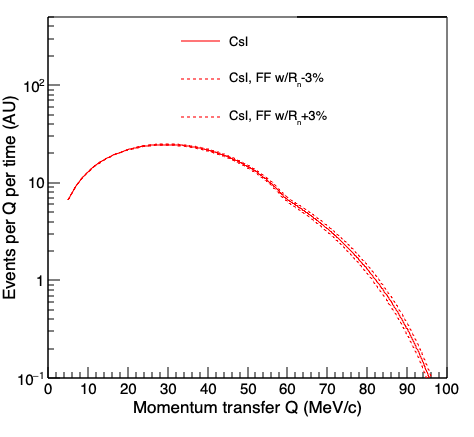 Events per Q per time (AU)
CsI
CsI, FF w/Rn-3%
CsI, FF w/Rn+3%
10²
10
1
10⁻¹
0 10 20 30 40 50 60 70 80 90 100
Momentum transfer Q (MeV/c)